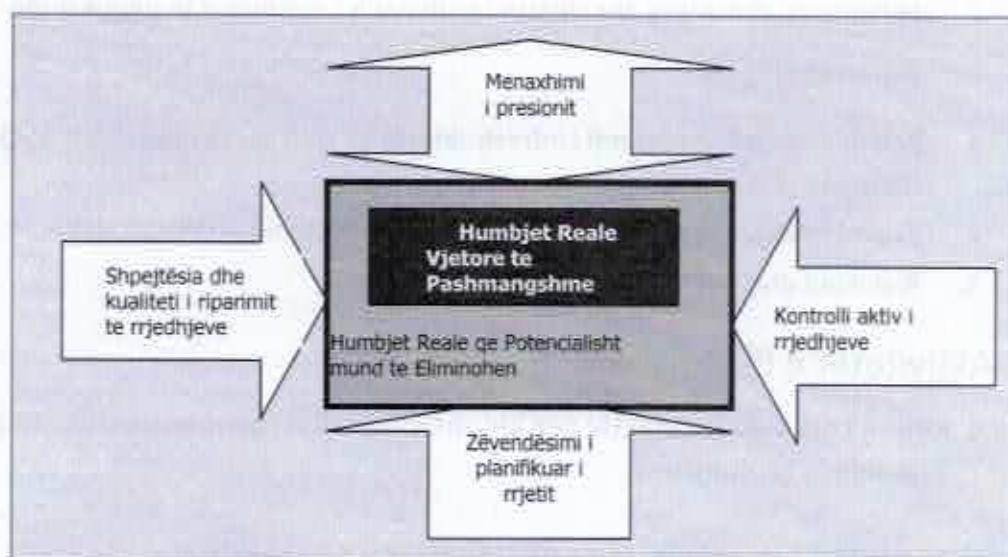 Menaxhimi
i presionit
Humbjet Reale
Vjetore te
Pashmangshme
Shpejtësia dhe
kualiteti i riparimit
te rrjedhjeve
Kontrolli aktiv i
rrjedhjeve
Humbjet Reale qe Potencialisht
mund te Eliminohen
Zëvendësimi i
planifikuar i
rrjetit